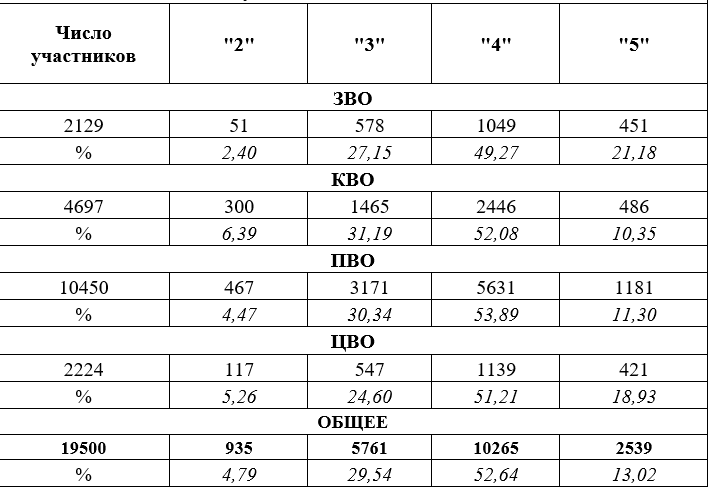 Число участников "2" "3" "4" "5"
ЗВО
2129 51 578 1049 451
% 2,40 27,15 49,27 21,18
КВО
4697 300 1465 2446 486
% 6,39 31,19 52,08 10,35
ПВО
10450 467 3171 5631 1181
% 4,47 30,34 53,89 11,30
ЦВО
2224 117 547 1139 421
% 5,26 24,60 51,21 18,93
ОБЩЕЕ
19500 935 5761 10265 2539
% 4,79 29,54 52,64 13,02